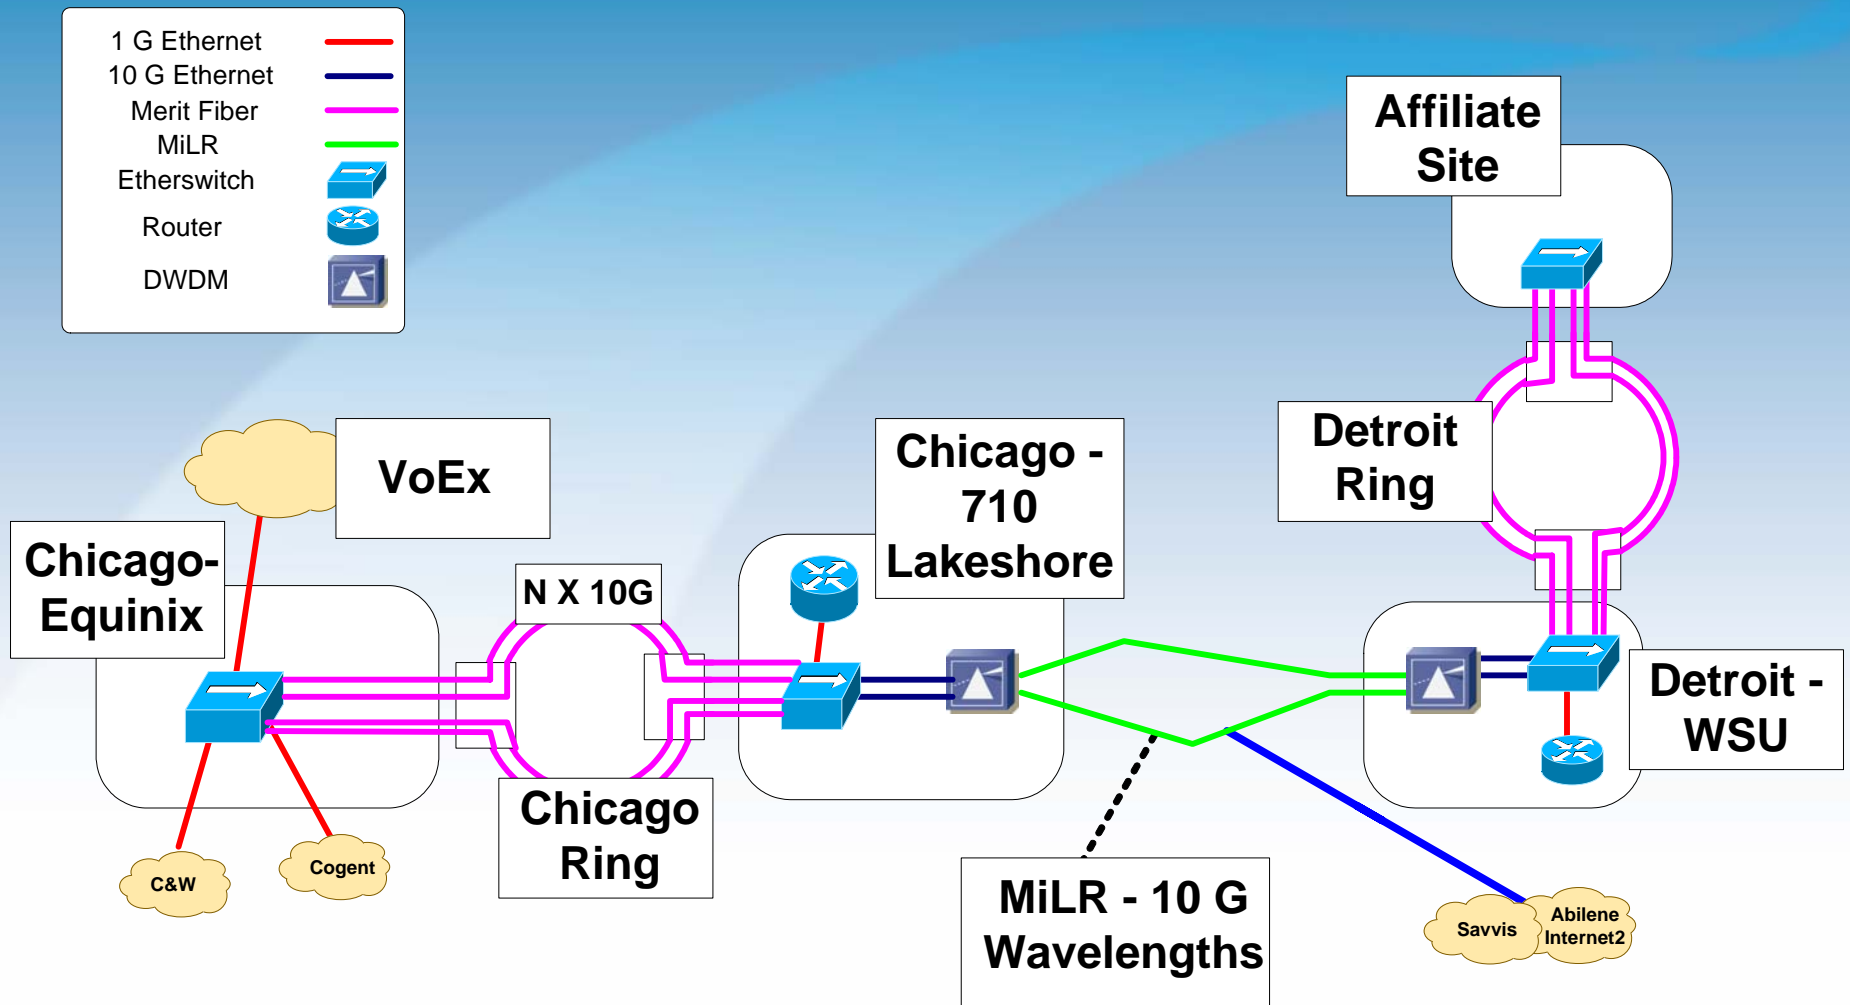 1 G Ethernet
10 G Ethernet
Merit Fiber
MiLR
Etherswitch
Router
DWDM
Affiliate
Site
Detroit
Ring
VoEx
Chicago -
710
Lakeshore
Chicago-
Equinix
N X 10G
Detroit -
WSU
Chicago
Ring
C&W
Cogent
MiLR - 10 G
Wavelengths
Savvis
Abilene
Internet2